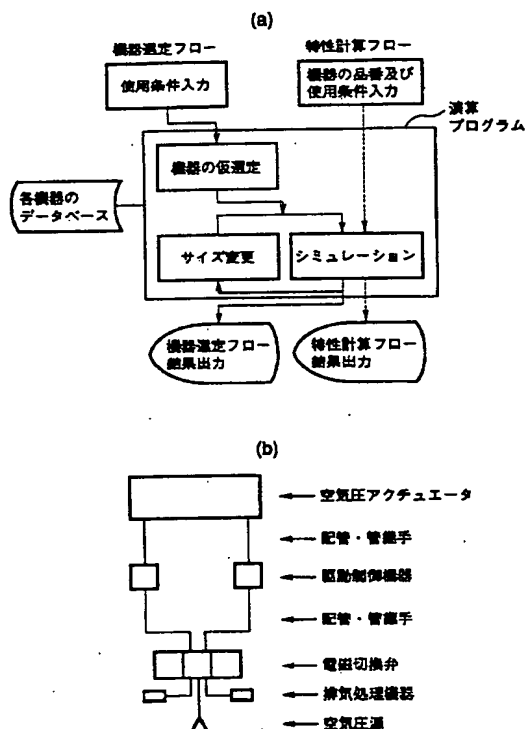 (a)
機器選定フロー
使用条件入力
特性計算フロー
機器の品番及び
使用条件入力
演算
プログラム
機器の仮選定
各機器の
データベース
サイズ変更
シミュレーション
機器選定フロー
結果出力
特性計算フロー
結果出力
(b)
空気圧アクチュエータ
配管・管継手
駆動制御機器
配管・管継手
電磁切換弁
排気処理機器
空気圧源